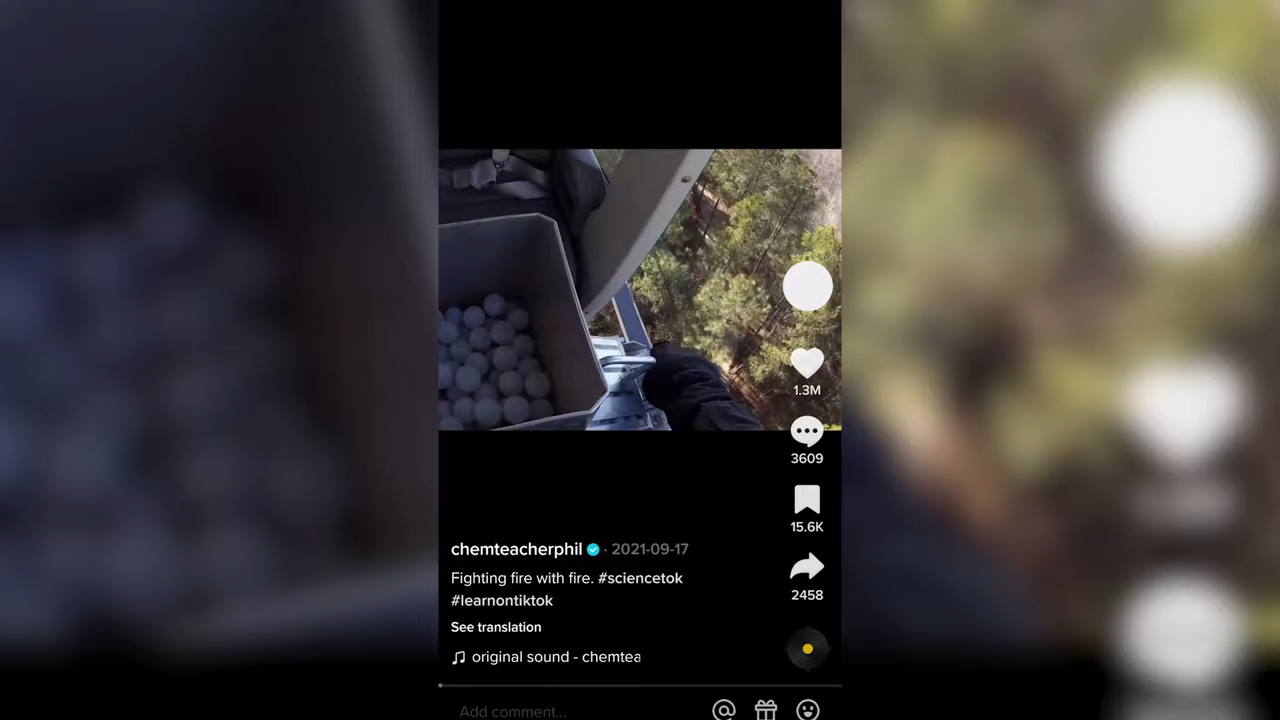 1.3M
3609
15.6K
2458
chemteacherphil · 2021-09-17
Fighting fire with fire. #sciencetok
#learnontiktok
See translation
original sound - chemtea
Add comment...